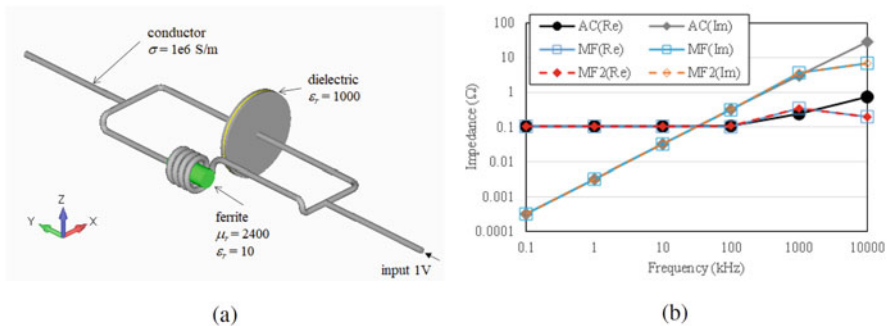 conductor
σ = 1e6 S/m
dielectric
εr = 1000
ferrite
μr = 2400
εr = 10
input 1V
Z
Y
X
(a)
AC(Re)
AC(Im)
MF(Re)
MF(Im)
MF2(Re)
MF2(Im)
Impedance (Ω)
100
10
1
0.1
0.01
0.001
0.0001
0.1
1
10
100
1000
10000
Frequency (kHz)
(b)